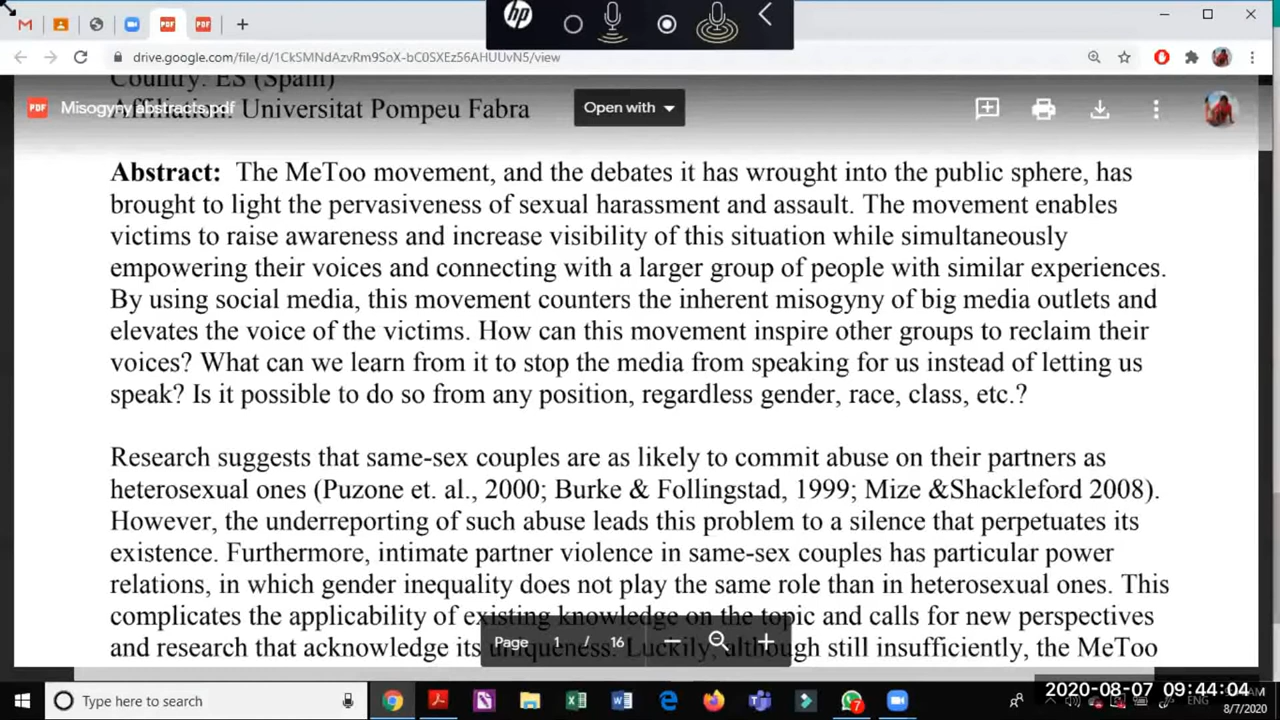 hp
drive.google.com/file/d/1CkSMNdAzvRm9SoX-bC0SXEz56AHUUvN5/view
Country: ES (Spain)
PDF Misogyny abstracts.pdf
Open with
Affiliation: Universitat Pompeu Fabra
Abstract: The MeToo movement, and the debates it has wrought into the public sphere, has
brought to light the pervasiveness of sexual harassment and assault. The movement enables
victims to raise awareness and increase visibility of this situation while simultaneously
empowering their voices and connecting with a larger group of people with similar experiences.
By using social media, this movement counters the inherent misogyny of big media outlets and
elevates the voice of the victims. How can this movement inspire other groups to reclaim their
voices? What can we learn from it to stop the media from speaking for us instead of letting us
speak? Is it possible to do so from any position, regardless gender, race, class, etc.?
Research suggests that same-sex couples are as likely to commit abuse on their partners as
heterosexual ones (Puzone et. al., 2000; Burke & Follingstad, 1999; Mize &Shackleford 2008).
However, the underreporting of such abuse leads this problem to a silence that perpetuates its
existence. Furthermore, intimate partner violence in same-sex couples has particular power
relations, in which gender inequality does not play the same role than in heterosexual ones. This
complicates the applicability of existing knowledge on the topic and calls for new perspectives
and research that acknowledge its uniqueness. Luckily, although still insufficiently, the MeToo
Page 1 / 16
Type here to search
2020-08-07 09:44:04
ENG
8/7/2020